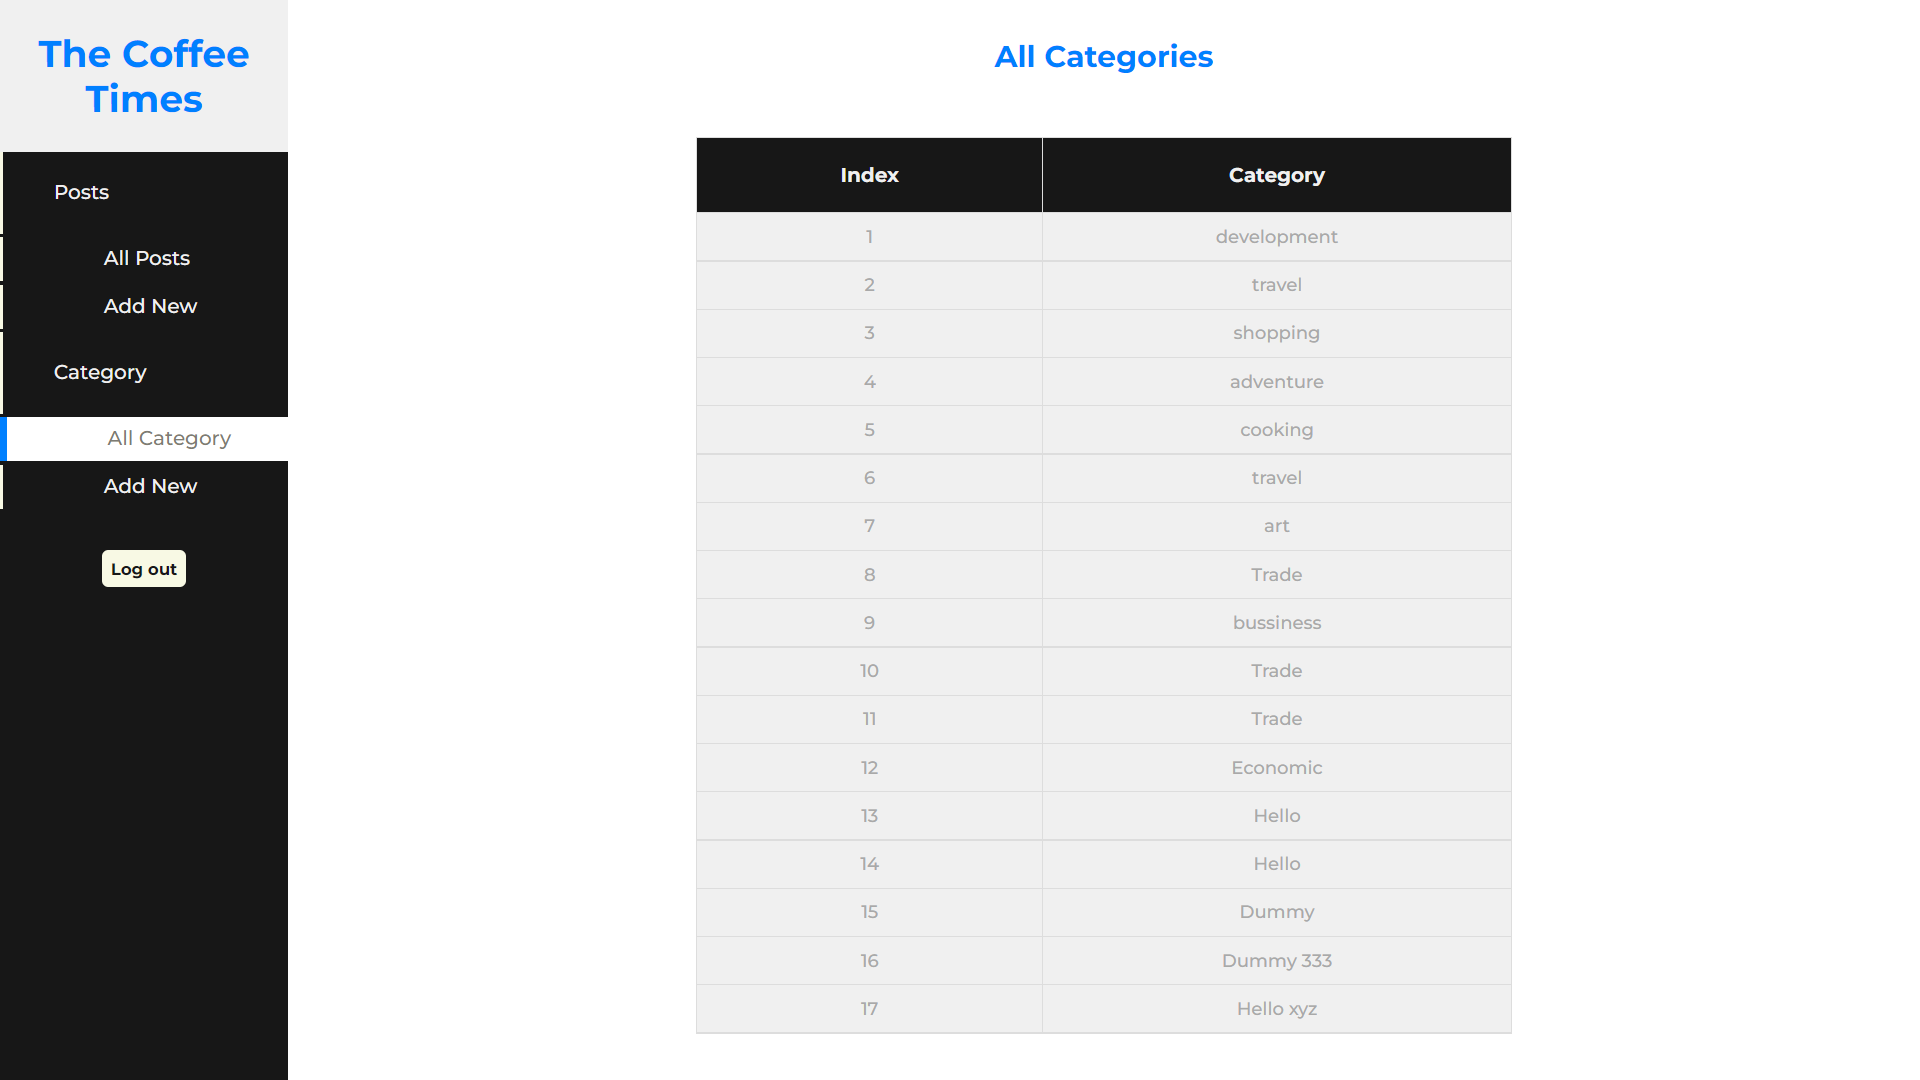 The Coffee
Times
Posts
All Posts
Add New
Category
All Category
Add New
Log out
All Categories
Index Category
1 development
2 travel
3 shopping
4 adventure
5 cooking
6 travel
7 art
8 Trade
9 bussiness
10 Trade
11 Trade
12 Economic
13 Hello
14 Hello
15 Dummy
16 Dummy 333
17 Hello xyz